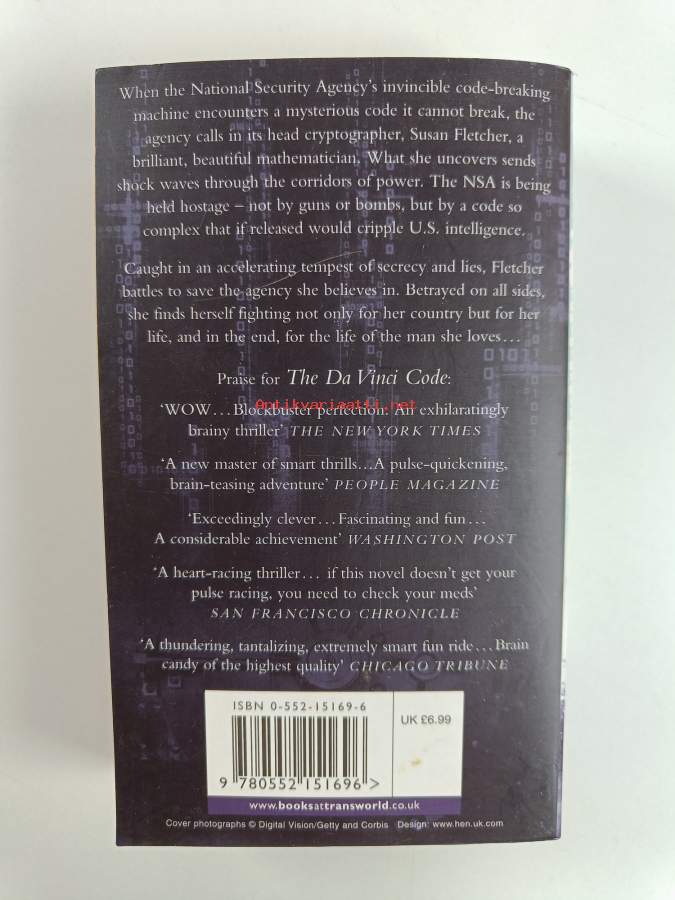 When the National Security Agency's invincible code-breaking
machine encounters a mysterious code it cannot break, the
agency calls in its head cryptographer, Susan Fletcher, a
brilliant, beautiful mathematician. What she uncovers sends
shock waves through the corridors of power. The NSA is being
held hostage – not by guns or bombs, but by a code so
complex that if released would cripple U.S. intelligence.
Caught in an accelerating tempest of secrecy and lies, Fletcher
battles to save the agency she believes in. Betrayed on all sides,
she finds herself fighting not only for her country but for her
life, and in the end, for the life of the man she loves...
Praise for The Da Vinci Code:
Antikvariaatti.net
'WOW... Blockbuster perfection. An exhilaratingly
brainy thriller' THE NEW YORK TIMES
'A new master of smart thrills...A pulse-quickening,
brain-teasing adventure' PEOPLE MAGAZINE
'Exceedingly clever... Fascinating and fun...
A considerable achievement' WASHINGTON POST
'A heart-racing thriller... if this novel doesn't get your
pulse racing, you need to check your meds'
SAN FRANCISCO CHRONICLE
'A thundering, tantalizing, extremely smart fun ride... Brain
candy of the highest quality' CHICAGO TRIBUNE
ISBN 0-552-15169-6
UK £6.99
9 780552 151696 >
www.booksattransworld.co.uk
Cover photographs © Digital Vision/Getty and Corbis Design: www.hen.uk.com